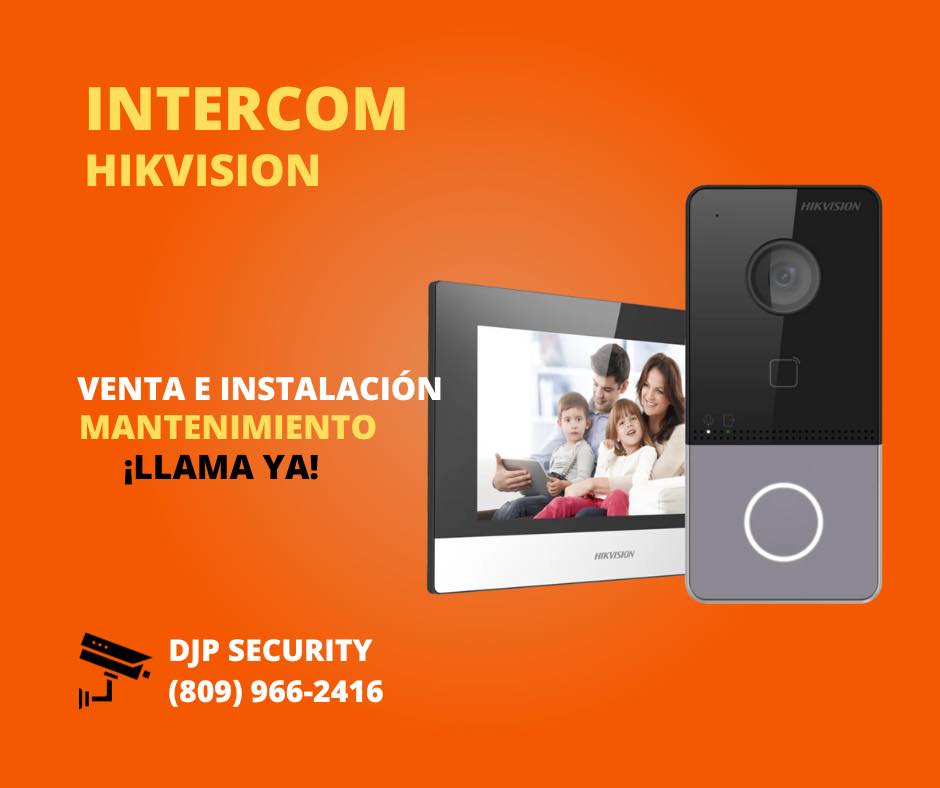 INTERCOM
HIKVISION
HIKVISION
VENTA E INSTALACIÓN
MANTENIMIENTO
¡LLAMA YA!
HIKVISION
DJP SECURITY
(809) 966-2416